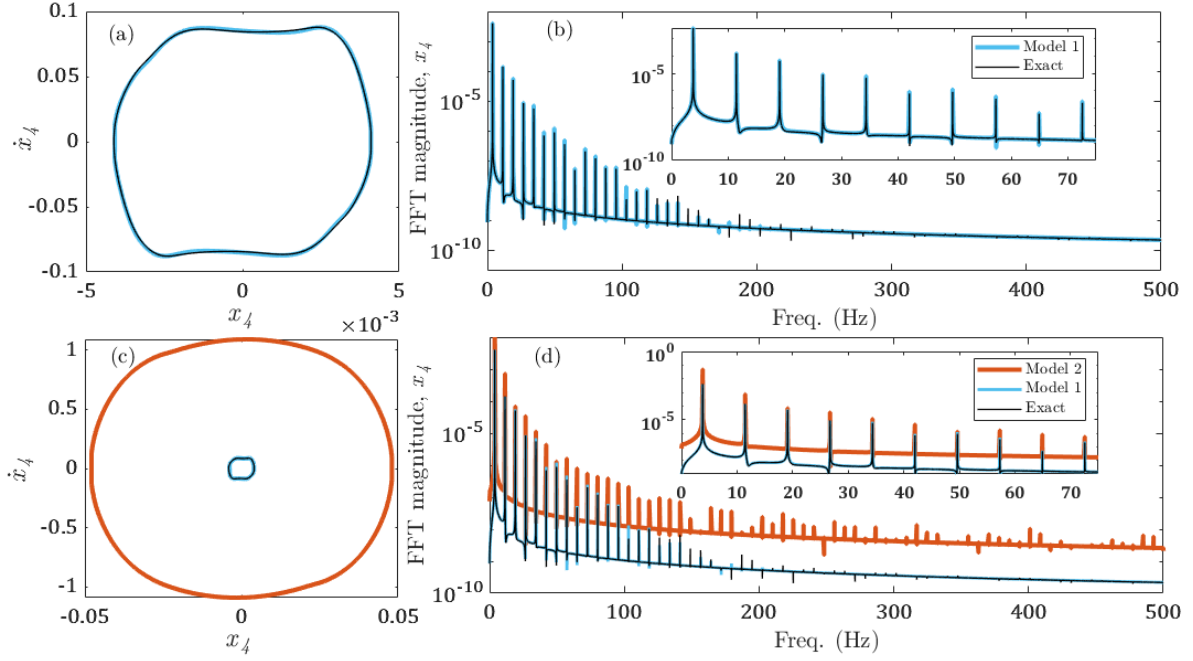 (a)
0.1
0.05
0
-0.05
-0.1
-5 0 5
ẋ₄
x₄
×10⁻³
(b)
FFT magnitude, x₄
10⁻⁵
10⁻¹⁰
0 100 200 300 400 500
Freq. (Hz)
Model 1
Exact
10⁻⁵
10⁻¹⁰
0 10 20 30 40 50 60 70
(c)
1
0.5
0
-0.5
-1
-0.05 0 0.05
ẋ₄
x₄
(d)
FFT magnitude, x₄
10⁻⁵
10⁻¹⁰
0 100 200 300 400 500
Freq. (Hz)
Model 2
Model 1
Exact
10⁰
10⁻⁵
0 10 20 30 40 50 60 70